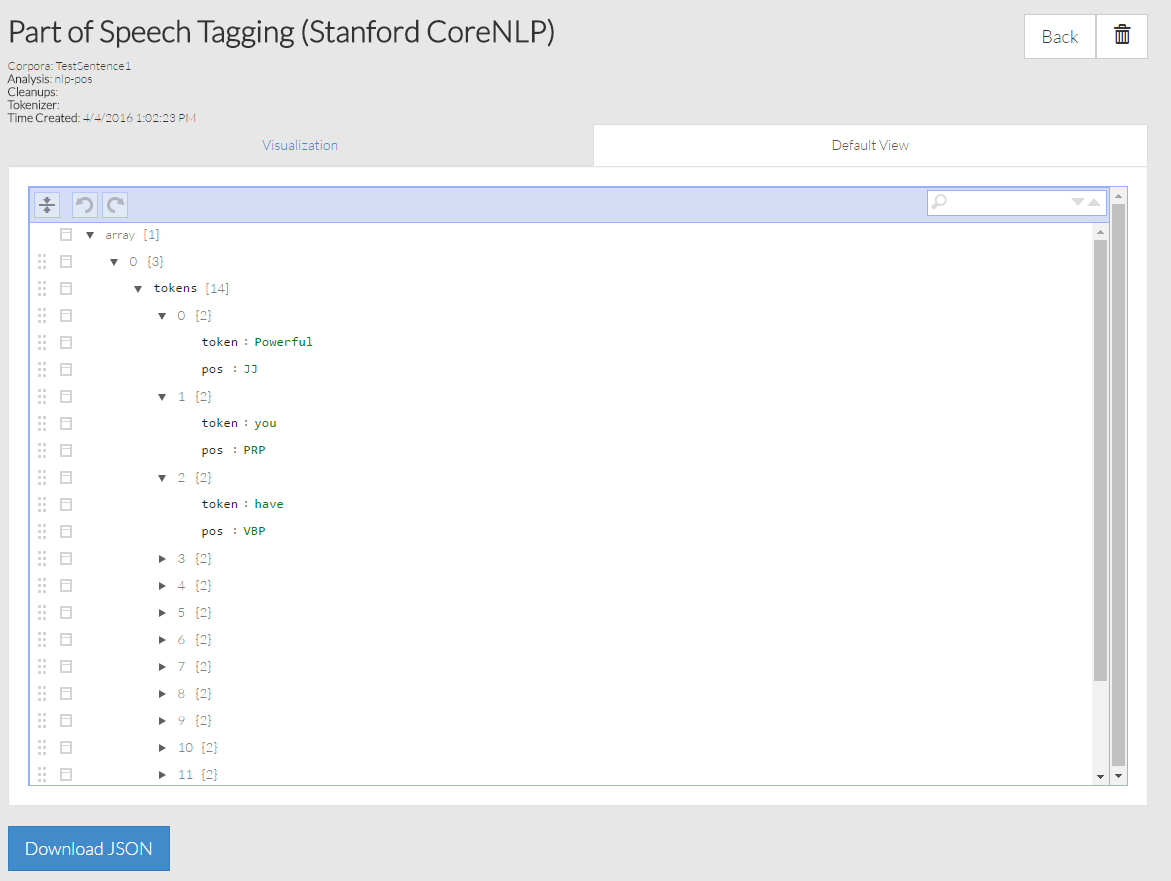 Part of Speech Tagging (Stanford CoreNLP)
Back
Corpora: TestSentence1
Analysis: nlp-pos
Cleanups:
Tokenizer:
Time Created: 4/4/2016 1:02:23 PM
Visualization
Default View
array [1]
0 {3}
tokens [14]
0 {2}
token : Powerful
pos : JJ
1 {2}
token : you
pos : PRP
2 {2}
token : have
pos : VBP
3 {2}
4 {2}
5 {2}
6 {2}
7 {2}
8 {2}
9 {2}
10 {2}
11 {2}
Download JSON